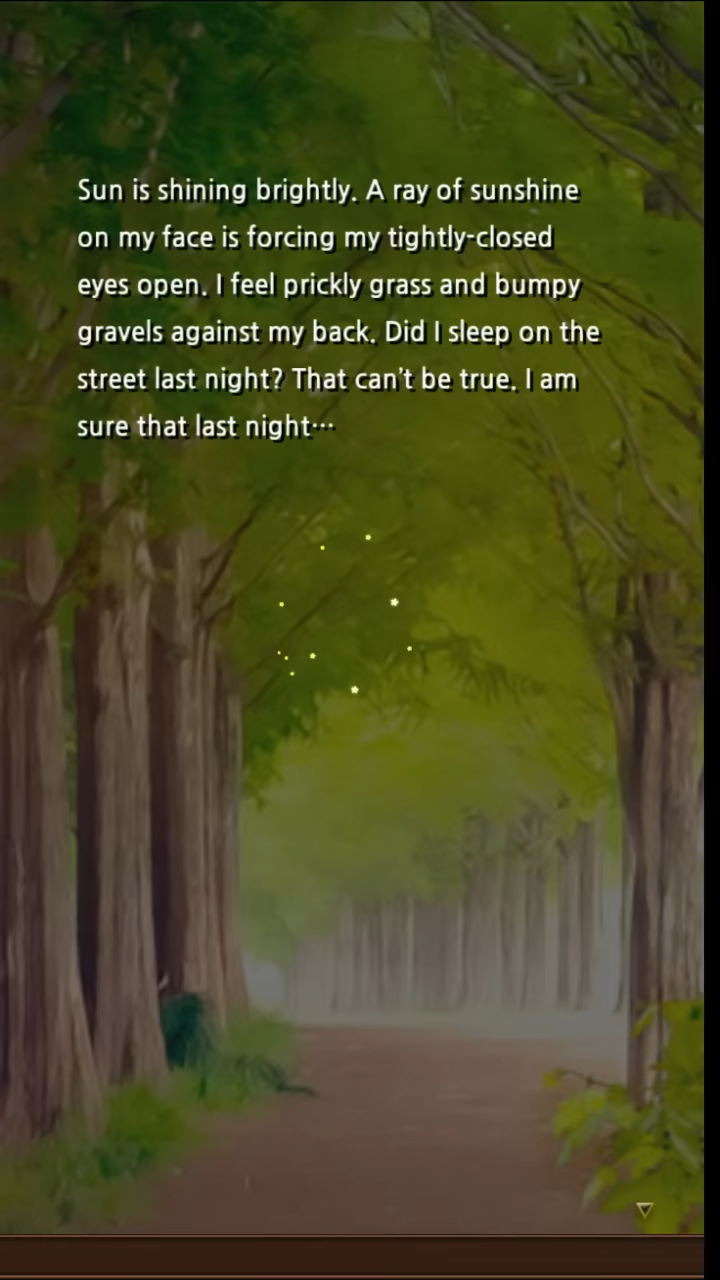 Sun is shining brightly. A ray of sunshine
on my face is forcing my tightly-closed
eyes open. I feel prickly grass and bumpy
gravels against my back. Did I sleep on the
street last night? That can't be true. I am
sure that last night⋯